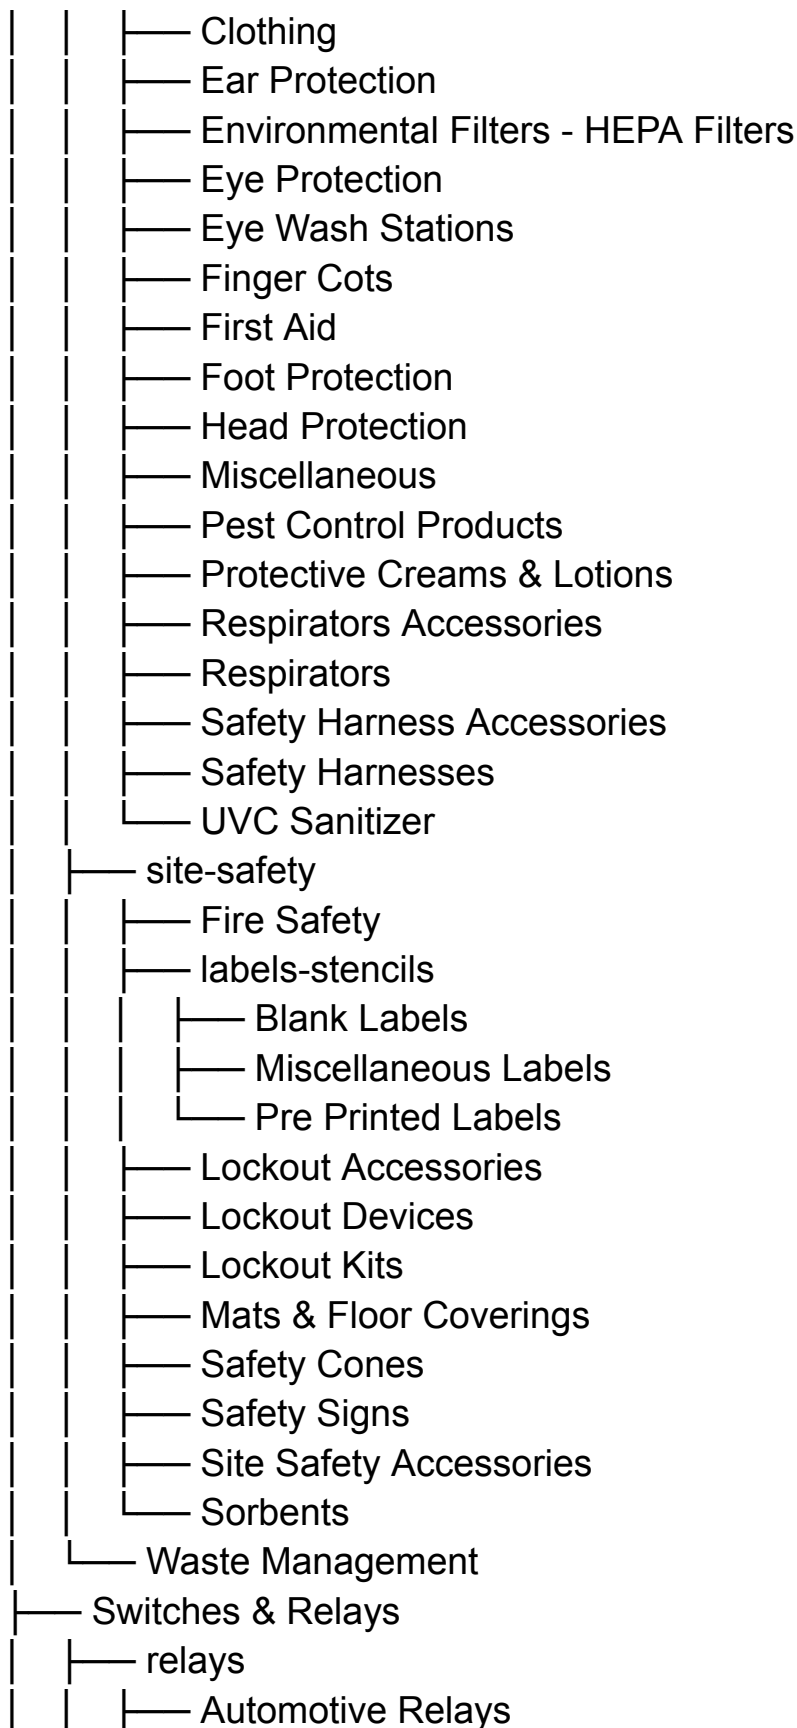 │   │   ├── Clothing
│   │   ├── Ear Protection
│   │   ├── Environmental Filters - HEPA Filters
│   │   ├── Eye Protection
│   │   ├── Eye Wash Stations
│   │   ├── Finger Cots
│   │   ├── First Aid
│   │   ├── Foot Protection
│   │   ├── Head Protection
│   │   ├── Miscellaneous
│   │   ├── Pest Control Products
│   │   ├── Protective Creams & Lotions
│   │   ├── Respirators Accessories
│   │   ├── Respirators
│   │   ├── Safety Harness Accessories
│   │   ├── Safety Harnesses
│   │   └── UVC Sanitizer
│   ├── site-safety
│   │   ├── Fire Safety
│   │   ├── labels-stencils
│   │   │   ├── Blank Labels
│   │   │   ├── Miscellaneous Labels
│   │   │   └── Pre Printed Labels
│   │   ├── Lockout Accessories
│   │   ├── Lockout Devices
│   │   ├── Lockout Kits
│   │   ├── Mats & Floor Coverings
│   │   ├── Safety Cones
│   │   ├── Safety Signs
│   │   ├── Site Safety Accessories
│   │   └── Sorbents
│   └── Waste Management
├── Switches & Relays
│   ├── relays
│   │   ├── Automotive Relays